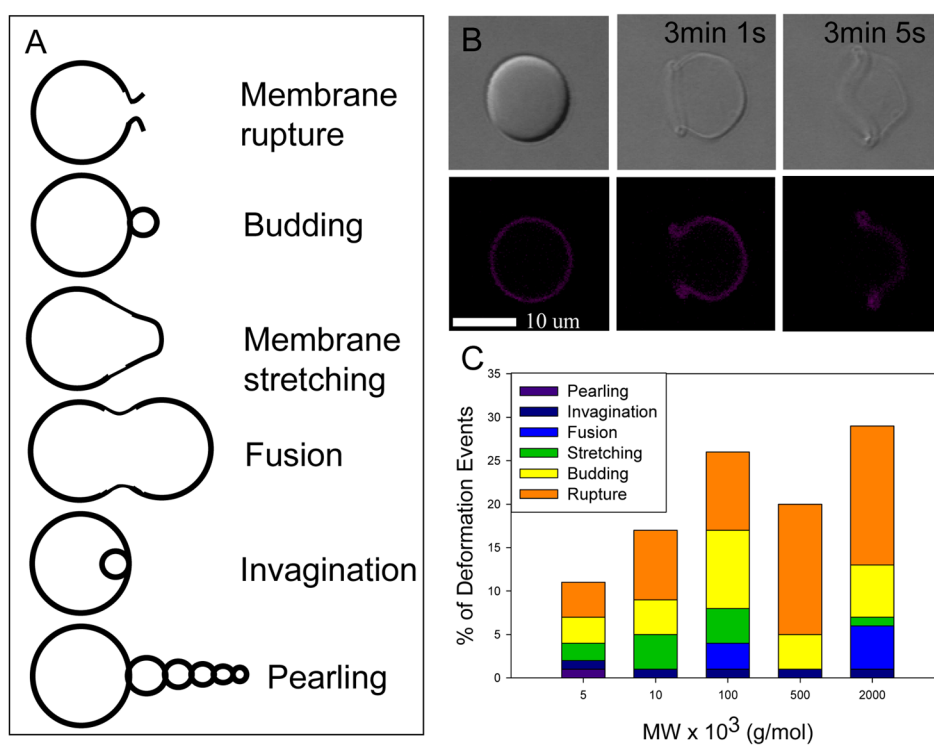 A
Membrane
rupture
Budding
Membrane
stretching
Fusion
Invagination
Pearling
B
3min 1s
3min 5s
10 um
C
35
30
25
20
15
10
5
0
% of Deformation Events
Pearling
Invagination
Fusion
Stretching
Budding
Rupture
5 10 100 500 2000
MW x 10³ (g/mol)